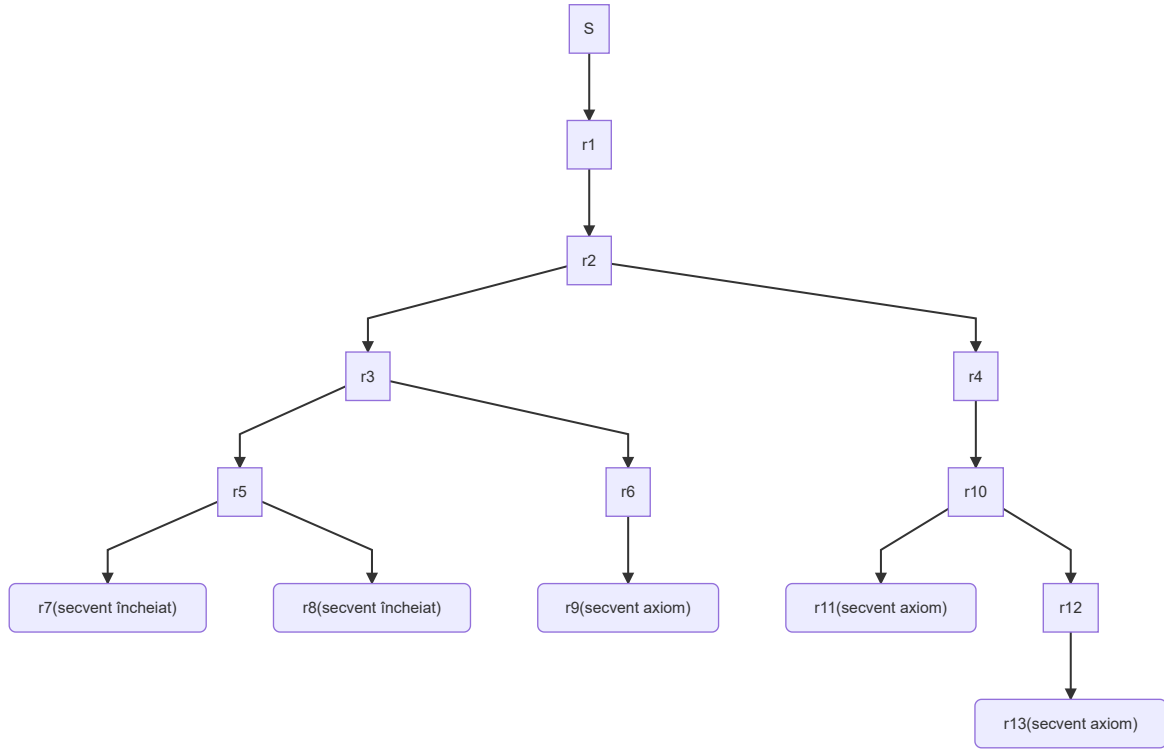 S
r1
r2
r3
r4
r5
r6
r10
r7(secvent încheiat)
r8(secvent încheiat)
r9(secvent axiom)
r11(secvent axiom)
r12
r13(secvent axiom)